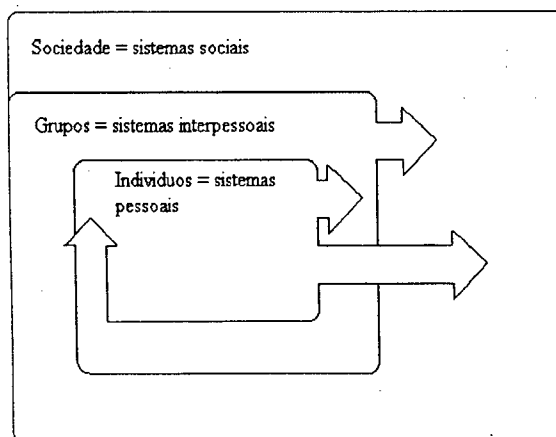 Sociedade = sistemas sociais
Grupos = sistemas interpessoais
Individuos = sistemas
pessoais